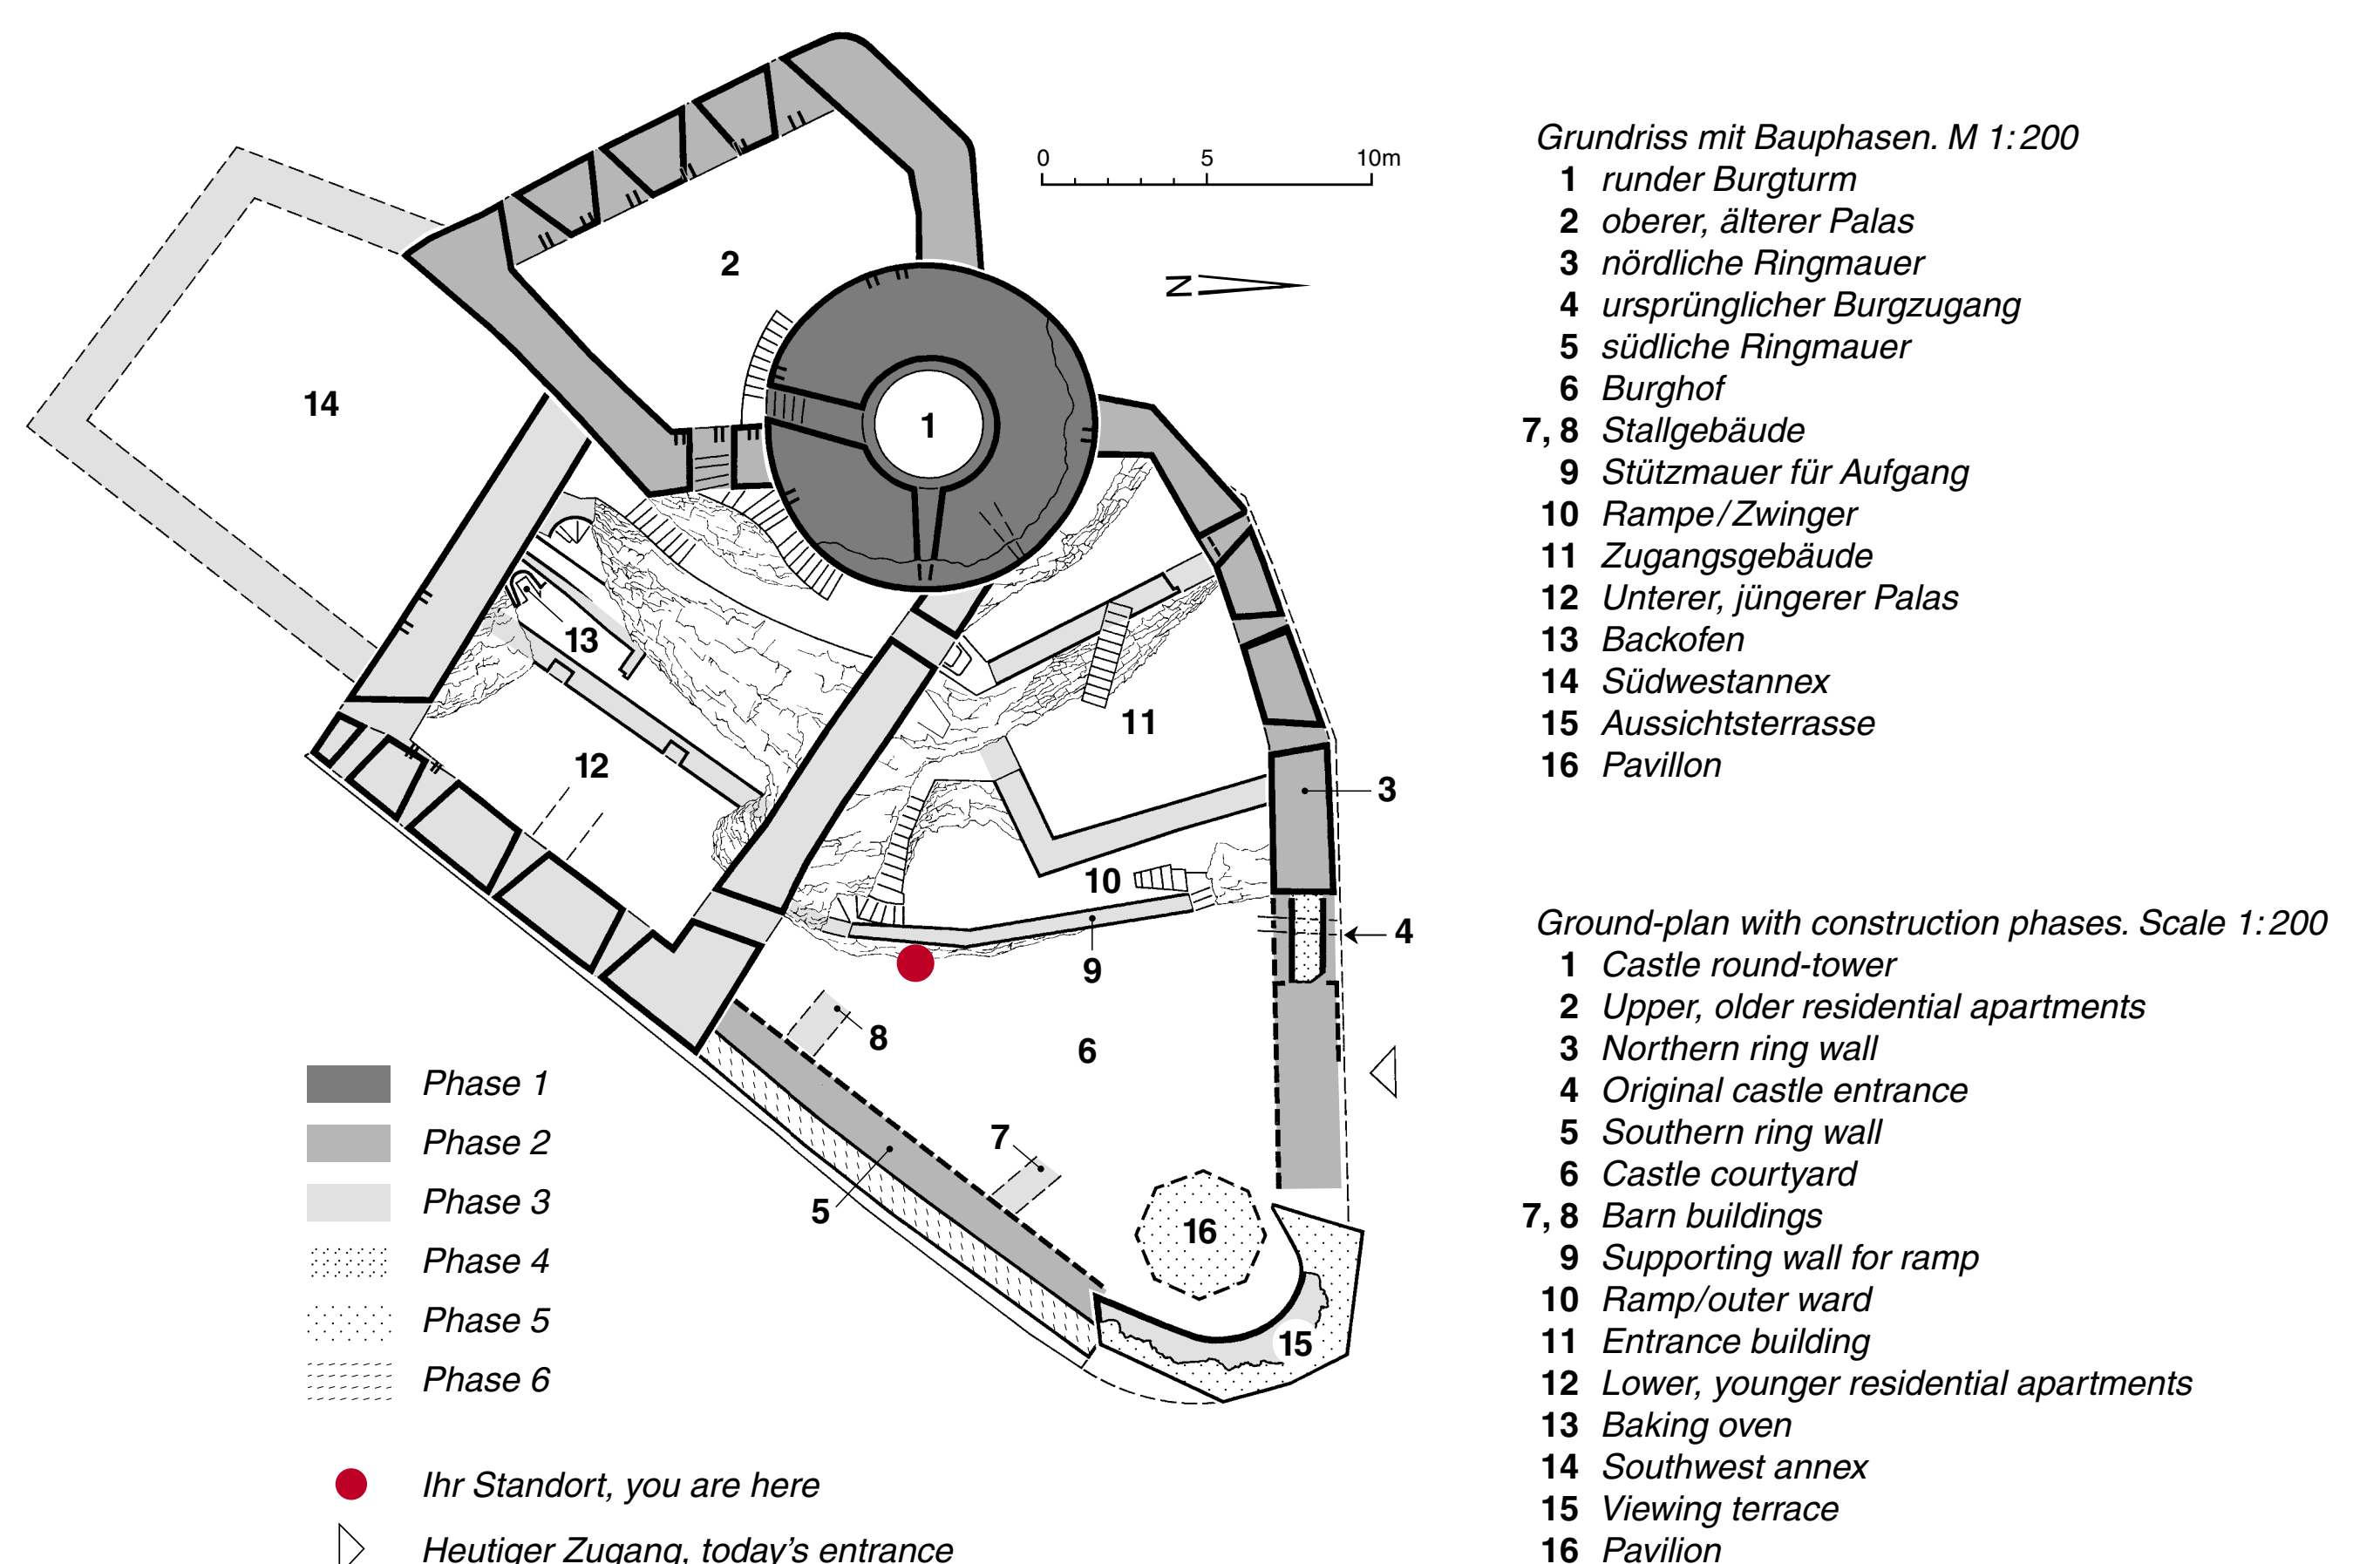 0 5 10m
N
2
14
1
13
11
12
3
10
4
9
8
6
7
5
16
15
Phase 1
Phase 2
Phase 3
Phase 4
Phase 5
Phase 6
Ihr Standort, you are here
Heutiger Zugang, today's entrance
Grundriss mit Bauphasen. M 1:200
1 runder Burgturm
2 oberer, älterer Palas
3 nördliche Ringmauer
4 ursprünglicher Burgzugang
5 südliche Ringmauer
6 Burghof
7, 8 Stallgebäude
9 Stützmauer für Aufgang
10 Rampe/Zwinger
11 Zugangsgebäude
12 Unterer, jüngerer Palas
13 Backofen
14 Südwestannex
15 Aussichtsterrasse
16 Pavillon
Ground-plan with construction phases. Scale 1:200
1 Castle round-tower
2 Upper, older residential apartments
3 Northern ring wall
4 Original castle entrance
5 Southern ring wall
6 Castle courtyard
7, 8 Barn buildings
9 Supporting wall for ramp
10 Ramp/outer ward
11 Entrance building
12 Lower, younger residential apartments
13 Baking oven
14 Southwest annex
15 Viewing terrace
16 Pavilion